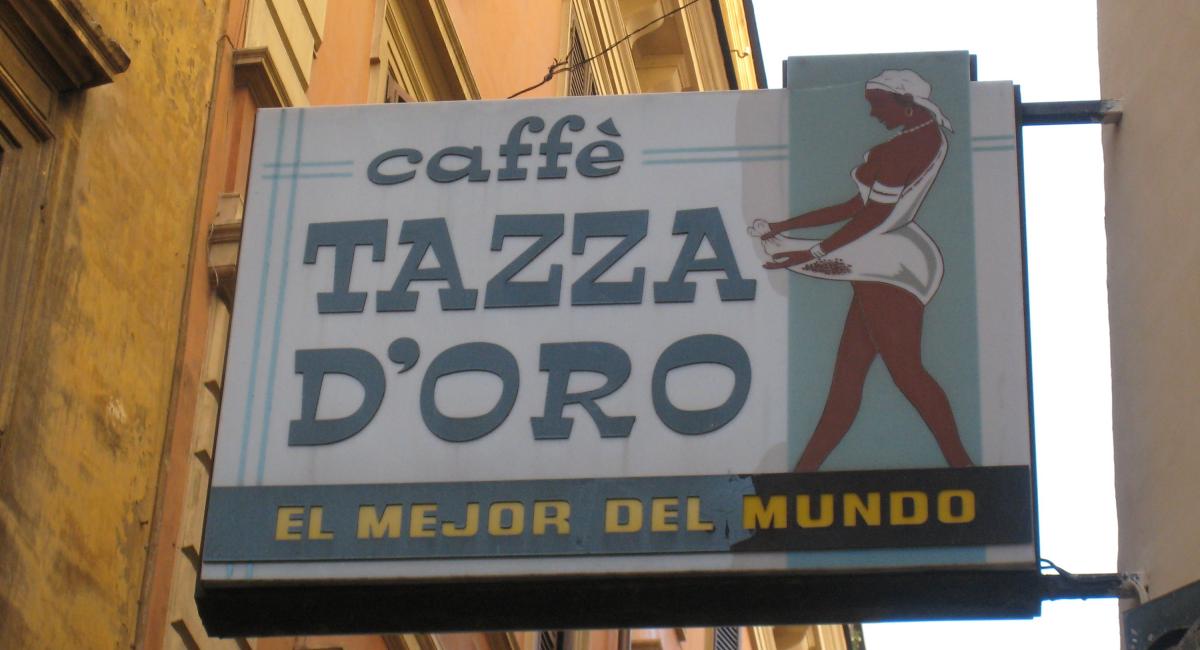 caffè
TAZZA
D'ORO
EL MEJOR DEL MUNDO